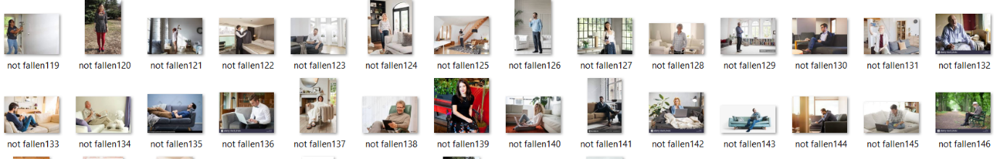 not fallen119 not fallen120 not fallen121 not fallen122 not fallen123 not fallen124 not fallen125 not fallen126 not fallen127 not fallen128 not fallen129 not fallen130 not fallen131 not fallen132
not fallen133 not fallen134 not fallen135 not fallen136 not fallen137 not fallen138 not fallen139 not fallen140 not fallen141 not fallen142 not fallen143 not fallen144 not fallen145 not fallen146